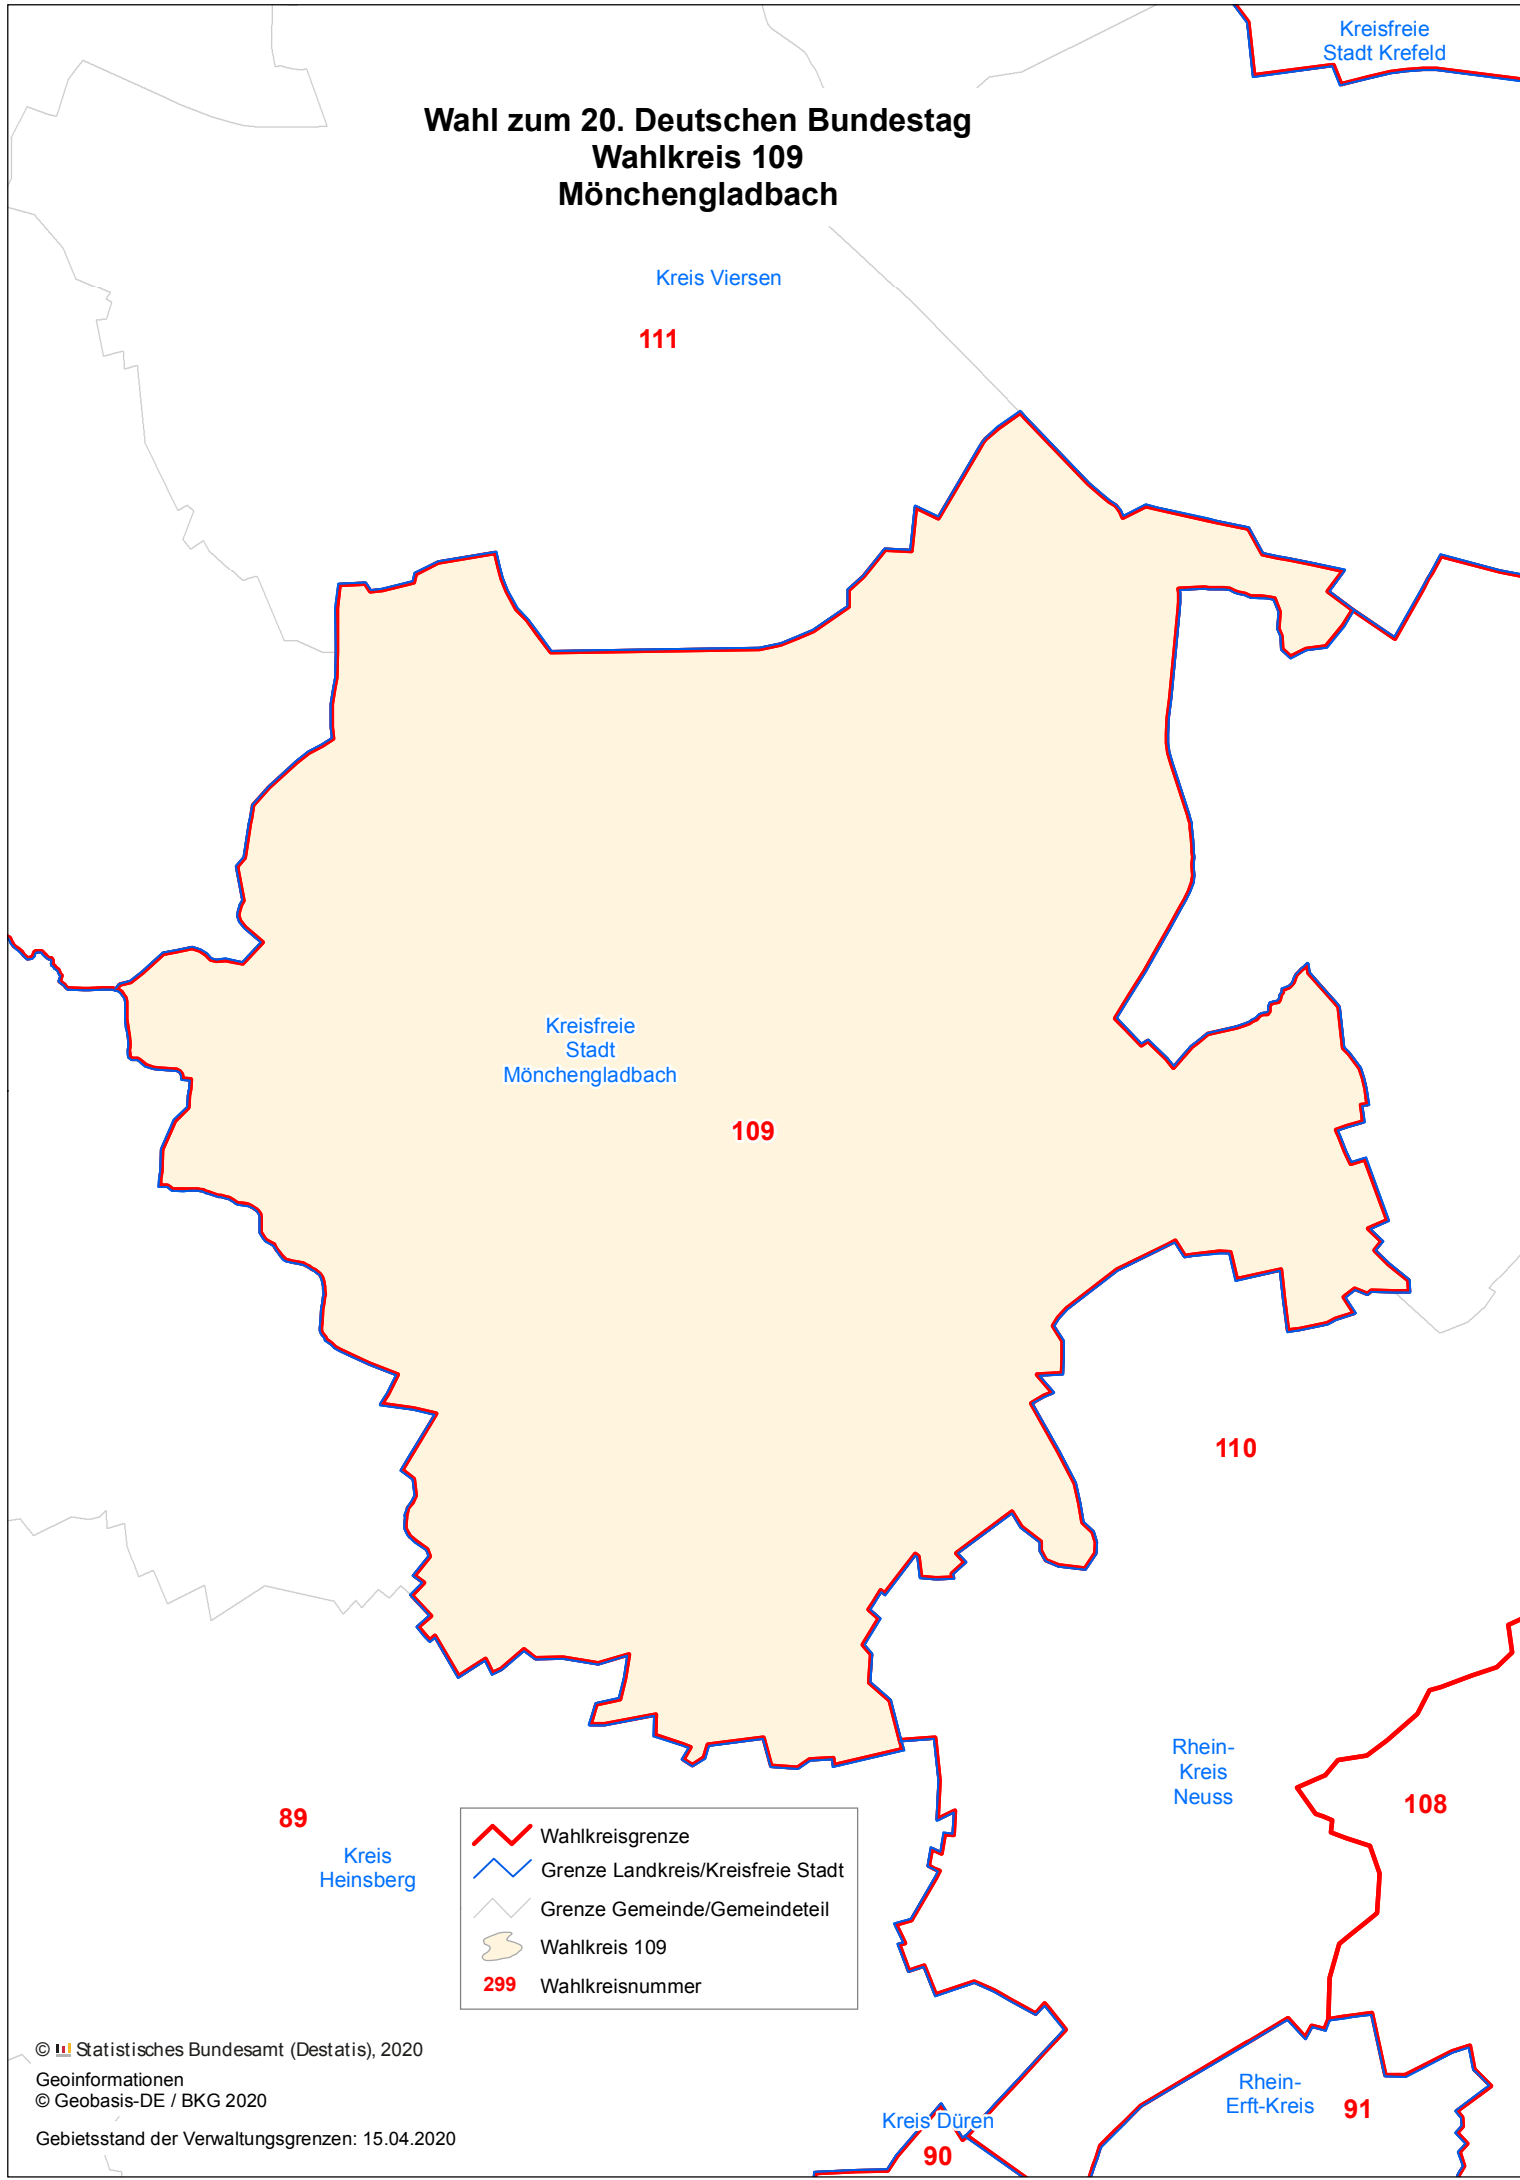 Kreisfreie
Stadt Krefeld
Wahl zum 20. Deutschen Bundestag
Wahlkreis 109
Mönchengladbach
Kreis Viersen
111
Kreisfreie
Stadt
Mönchengladbach
109
110
Rhein-
Kreis
Neuss
108
89
Kreis
Heinsberg
Wahlkreisgrenze
Grenze Landkreis/Kreisfreie Stadt
Grenze Gemeinde/Gemeindeteil
Wahlkreis 109
299 Wahlkreisnummer
© Statistisches Bundesamt (Destatis), 2020
Geoinformationen
© Geobasis-DE / BKG 2020
Gebietsstand der Verwaltungsgrenzen: 15.04.2020
Kreis Düren
90
Rhein-
Erft-Kreis
91